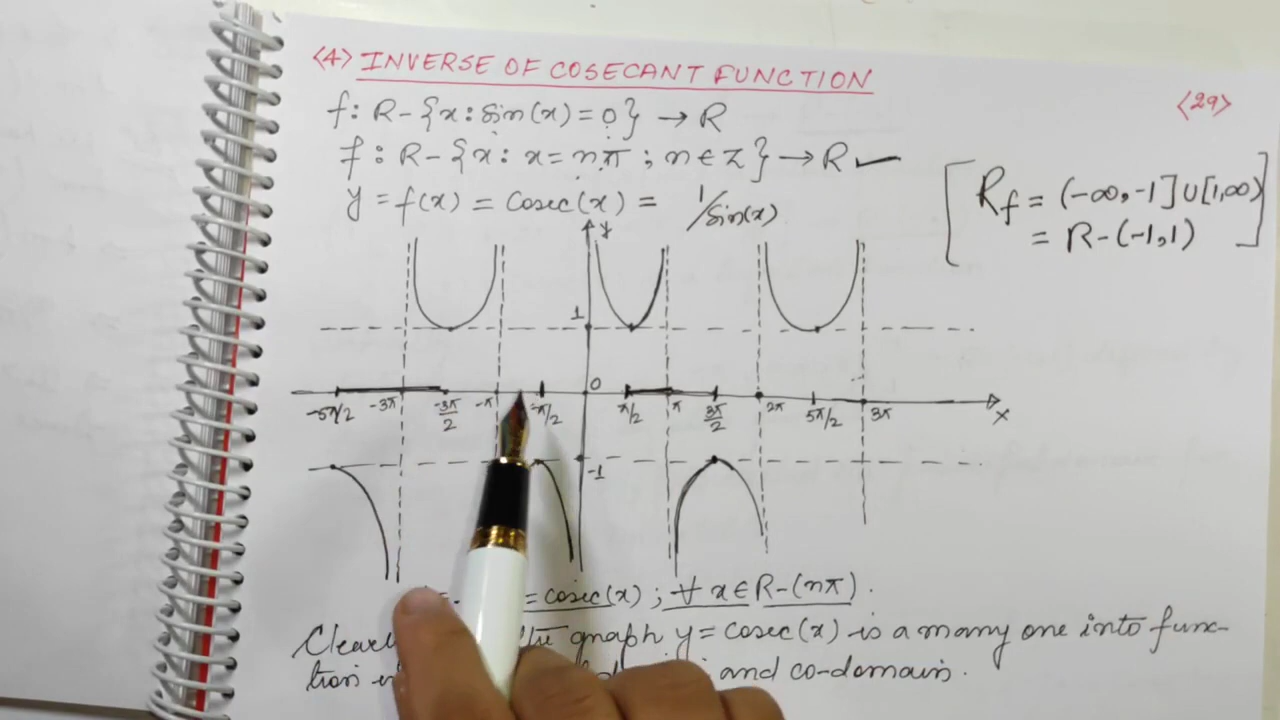 <4> INVERSE OF COSECANT FUNCTION
<29>
f: R-{x: Sin(x)=0} → R
f: R-{x: x=nπ ; n∈Z} → R ✓
y = f(x) = Cosec(x) = 1/Sin(x)
Rf = (-∞,-1]∪[1,∞)
= R-(-1,1)
y
1
0
-5π/2 -3π -3π/2 -π -π/2 π/2 π 3π/2 2π 5π/2 3π x
-1
= cosec(x) ; ∀ x∈R-(nπ).
the graph y=cosec(x) is a many one into func-
tion and co-domain.